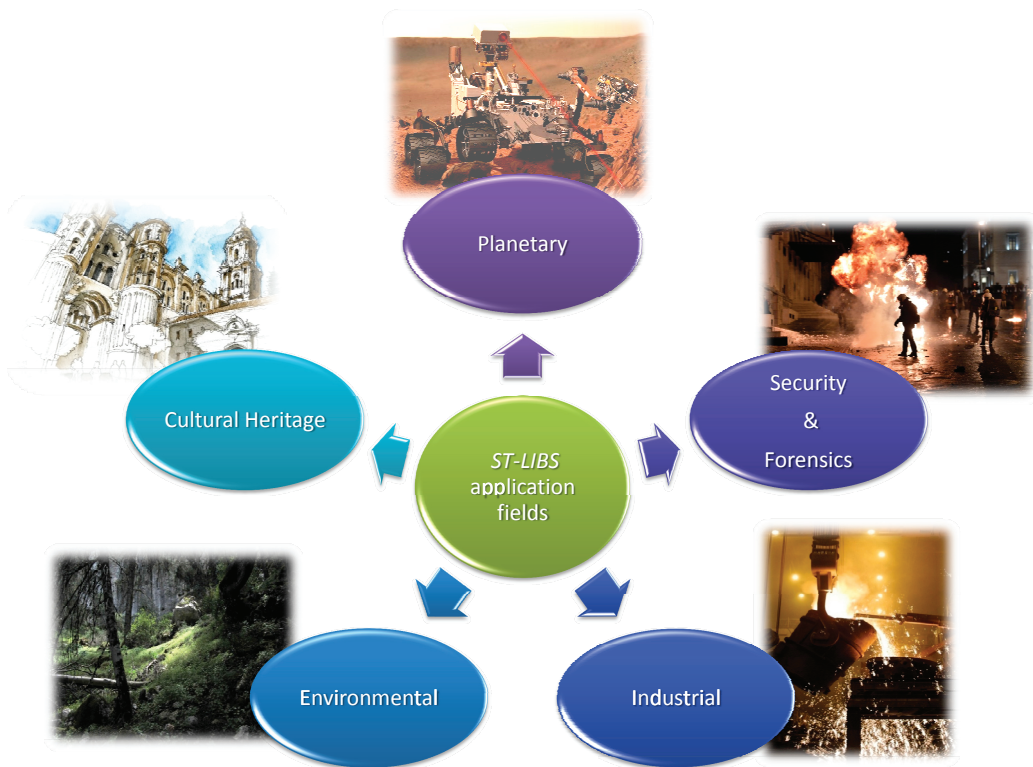 Planetary
Security
&
Forensics
Cultural Heritage
ST-LIBS
application
fields
Environmental
Industrial